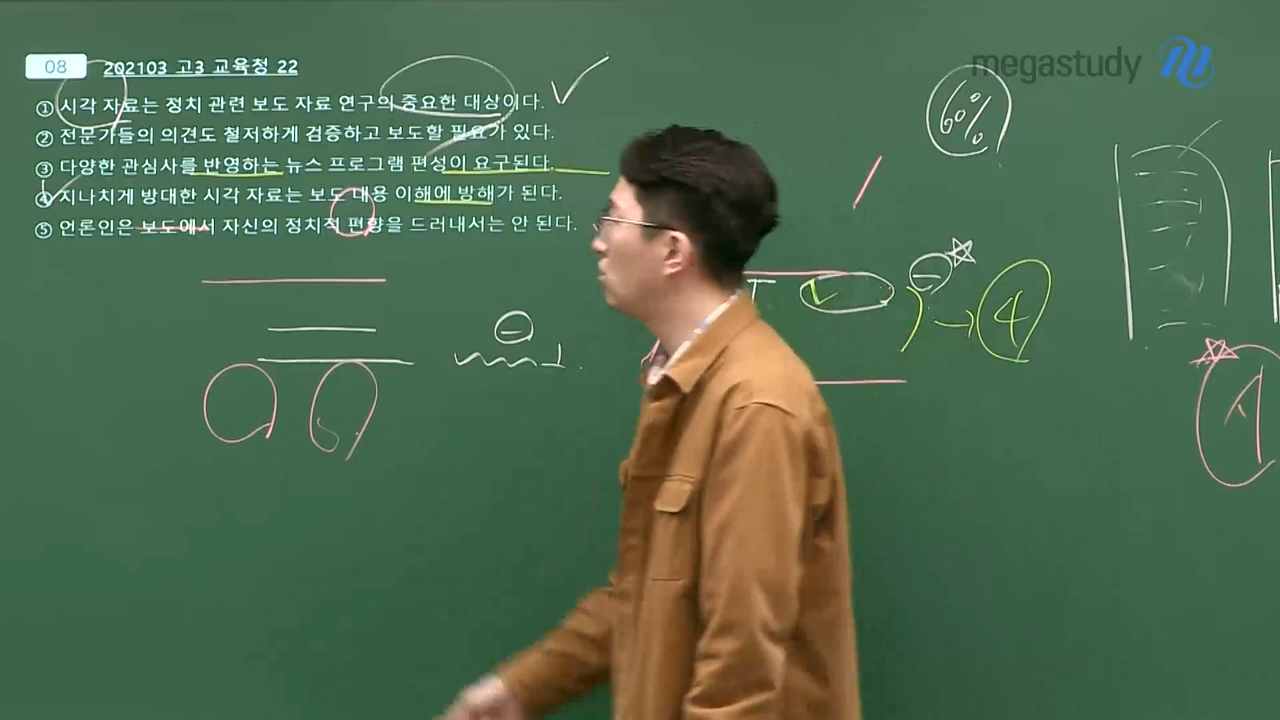 08 202103 고3 교육청 22
① 시각 자료는 정치 관련 보도 자료 연구의 중요한 대상이다.
② 전문가들의 의견도 철저하게 검증하고 보도할 필요가 있다.
③ 다양한 관심사를 반영하는 뉴스 프로그램 편성이 요구된다.
④ 지나치게 방대한 시각 자료는 보도 내용 이해에 방해가 된다.
⑤ 언론인은 보도에서 자신의 정치적 편향을 드러내서는 안 된다.
megastudy
60%
4